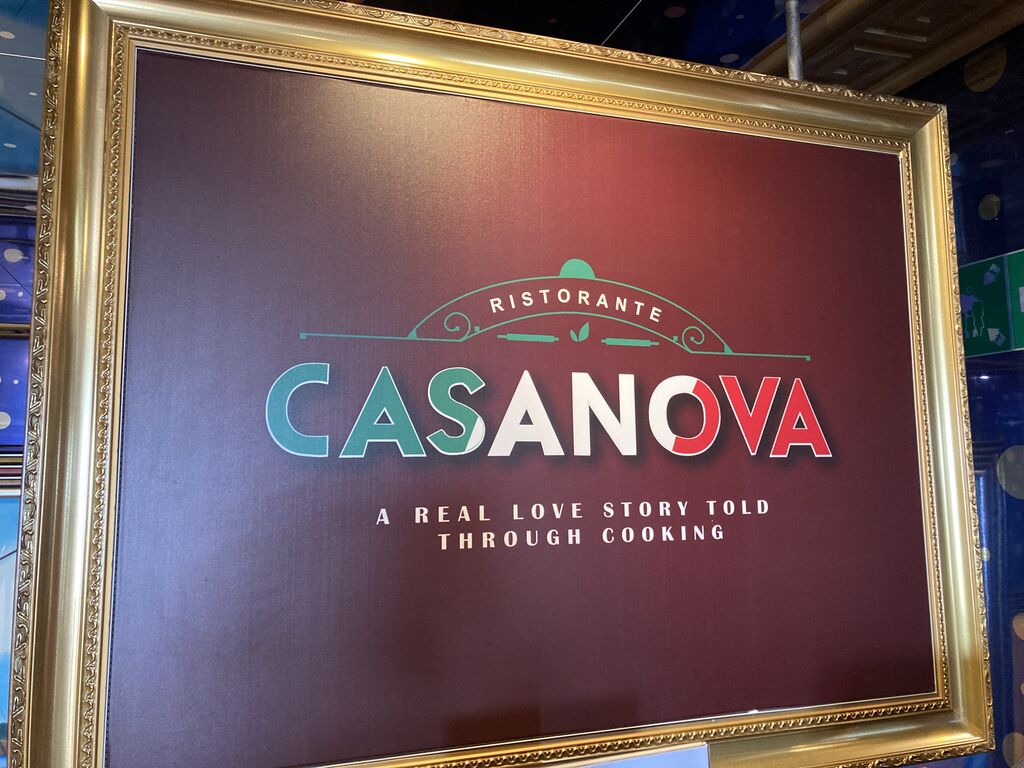 RISTORANTE
CASANOVA
A REAL LOVE STORY TOLD
THROUGH COOKING